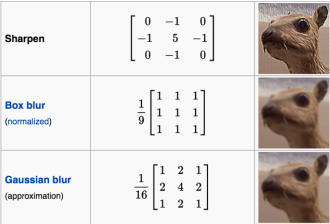 Sharpen
0 -1 0
-1 5 -1
0 -1 0
Box blur
(normalized)
1/9
1 1 1
1 1 1
1 1 1
Gaussian blur
(approximation)
1/16
1 2 1
2 4 2
1 2 1